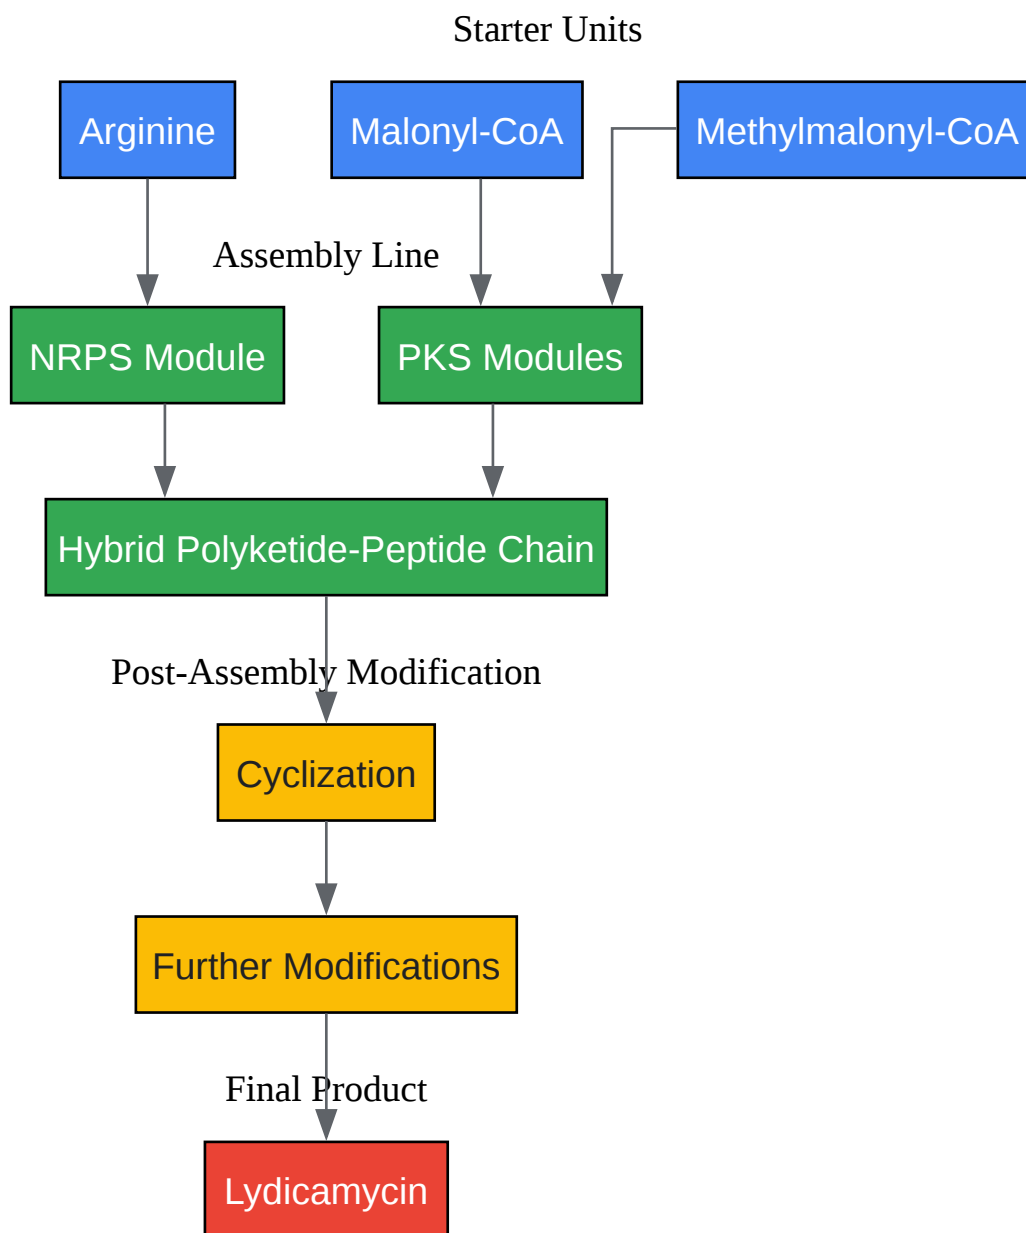 Starter Units
Arginine
Malonyl-CoA
Methylmalonyl-CoA
Assembly Line
NRPS Module
PKS Modules
Hybrid Polyketide-Peptide Chain
Post-Assembly Modification
Cyclization
Further Modifications
Final Product
Lydicamycin